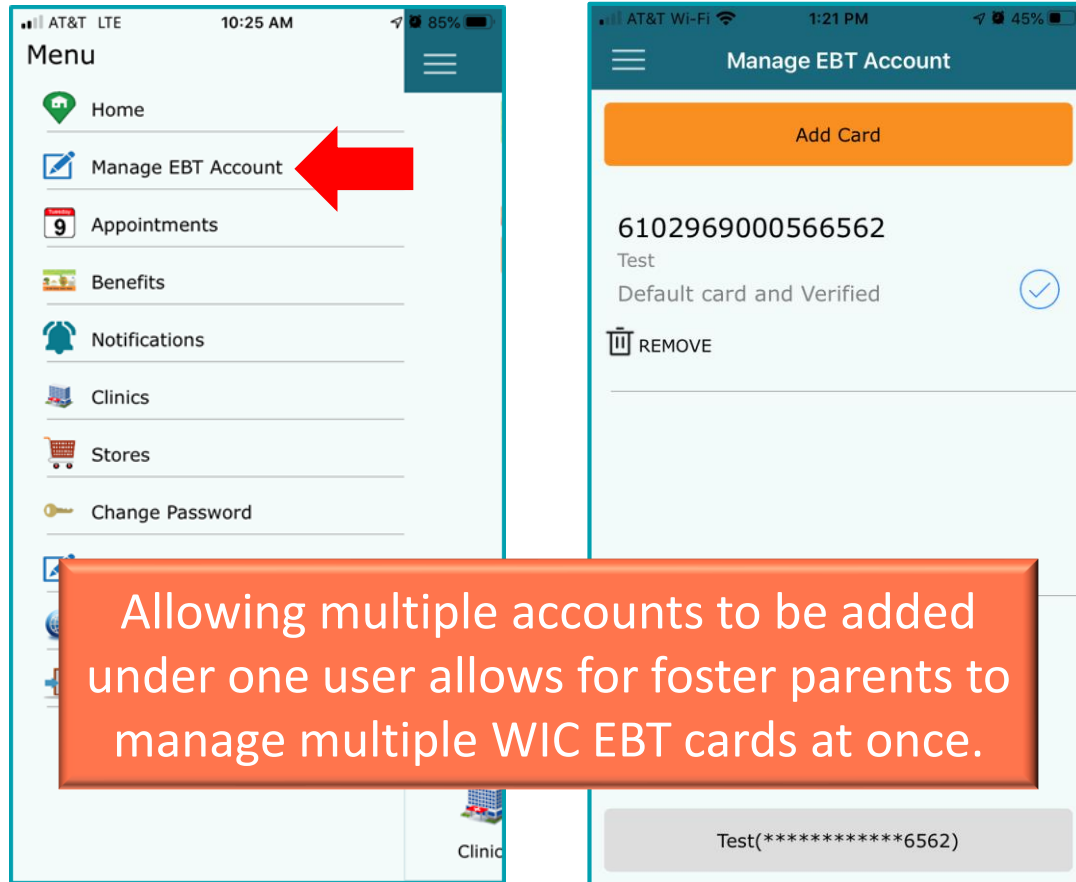 AT&T LTE 10:25 AM 85%
Menu
Home
Manage EBT Account
Tuesday
9
Appointments
Benefits
Notifications
Clinics
Stores
Change Password
Clinic
AT&T Wi-Fi 1:21 PM 45%
Manage EBT Account
Add Card
6102969000566562
Test
Default card and Verified
REMOVE
Test(************6562)
Allowing multiple accounts to be added
under one user allows for foster parents to
manage multiple WIC EBT cards at once.